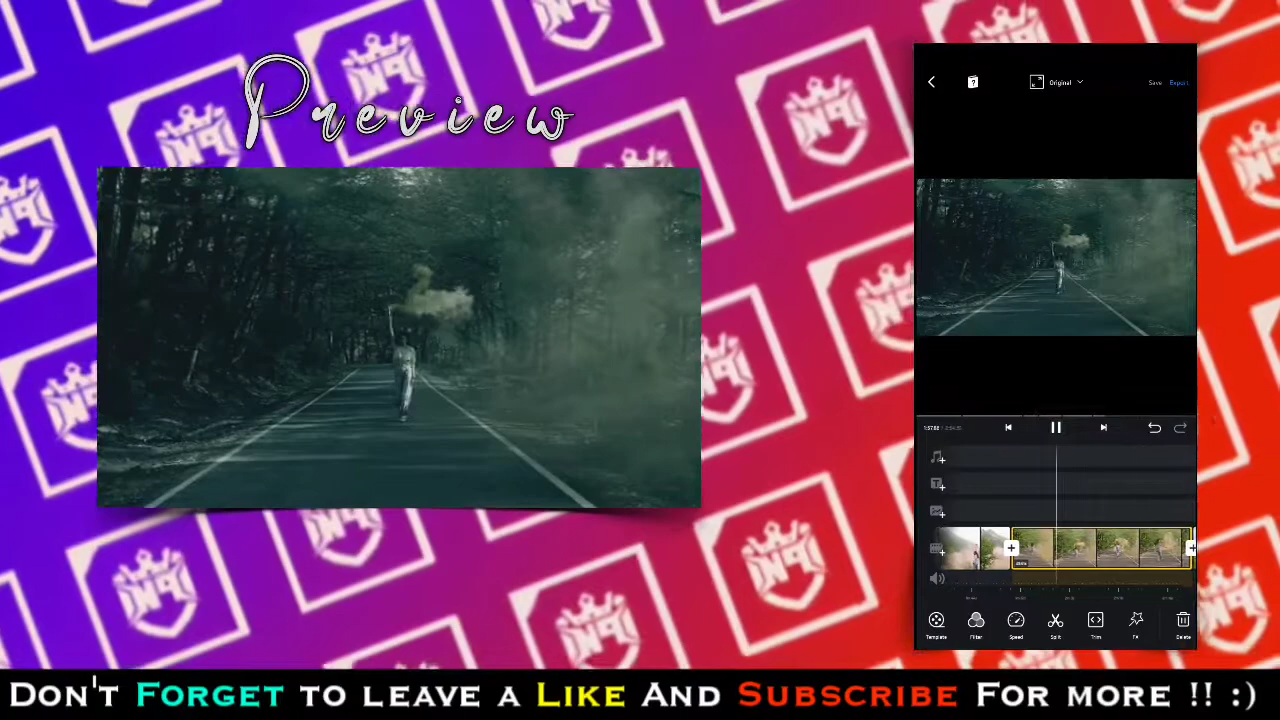 Preview
Original
Save
Export
Template
Filter
Speed
Split
Trim
FX
Delete
Don't Forget to leave a Like And Subscribe For more !! :)